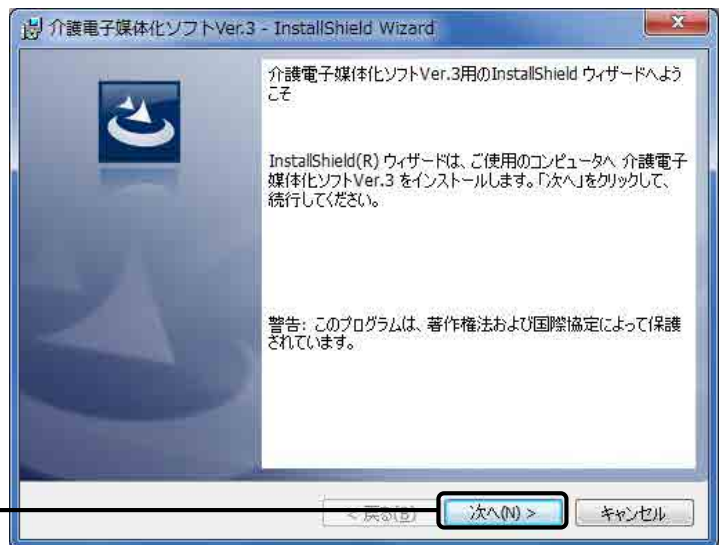 介護電子媒体化ソフトVer.3 - InstallShield Wizard
介護電子媒体化ソフトVer.3用のInstallShield ウィザードへよう
こそ
InstallShield(R) ウィザードは、ご使用のコンピュータへ 介護電子
媒体化ソフトVer.3 をインストールします。「次へ」をクリックして、
続行してください。
警告: このプログラムは、著作権法および国際協定によって保護
されています。
< 戻る(B) 次へ(N) > キャンセル